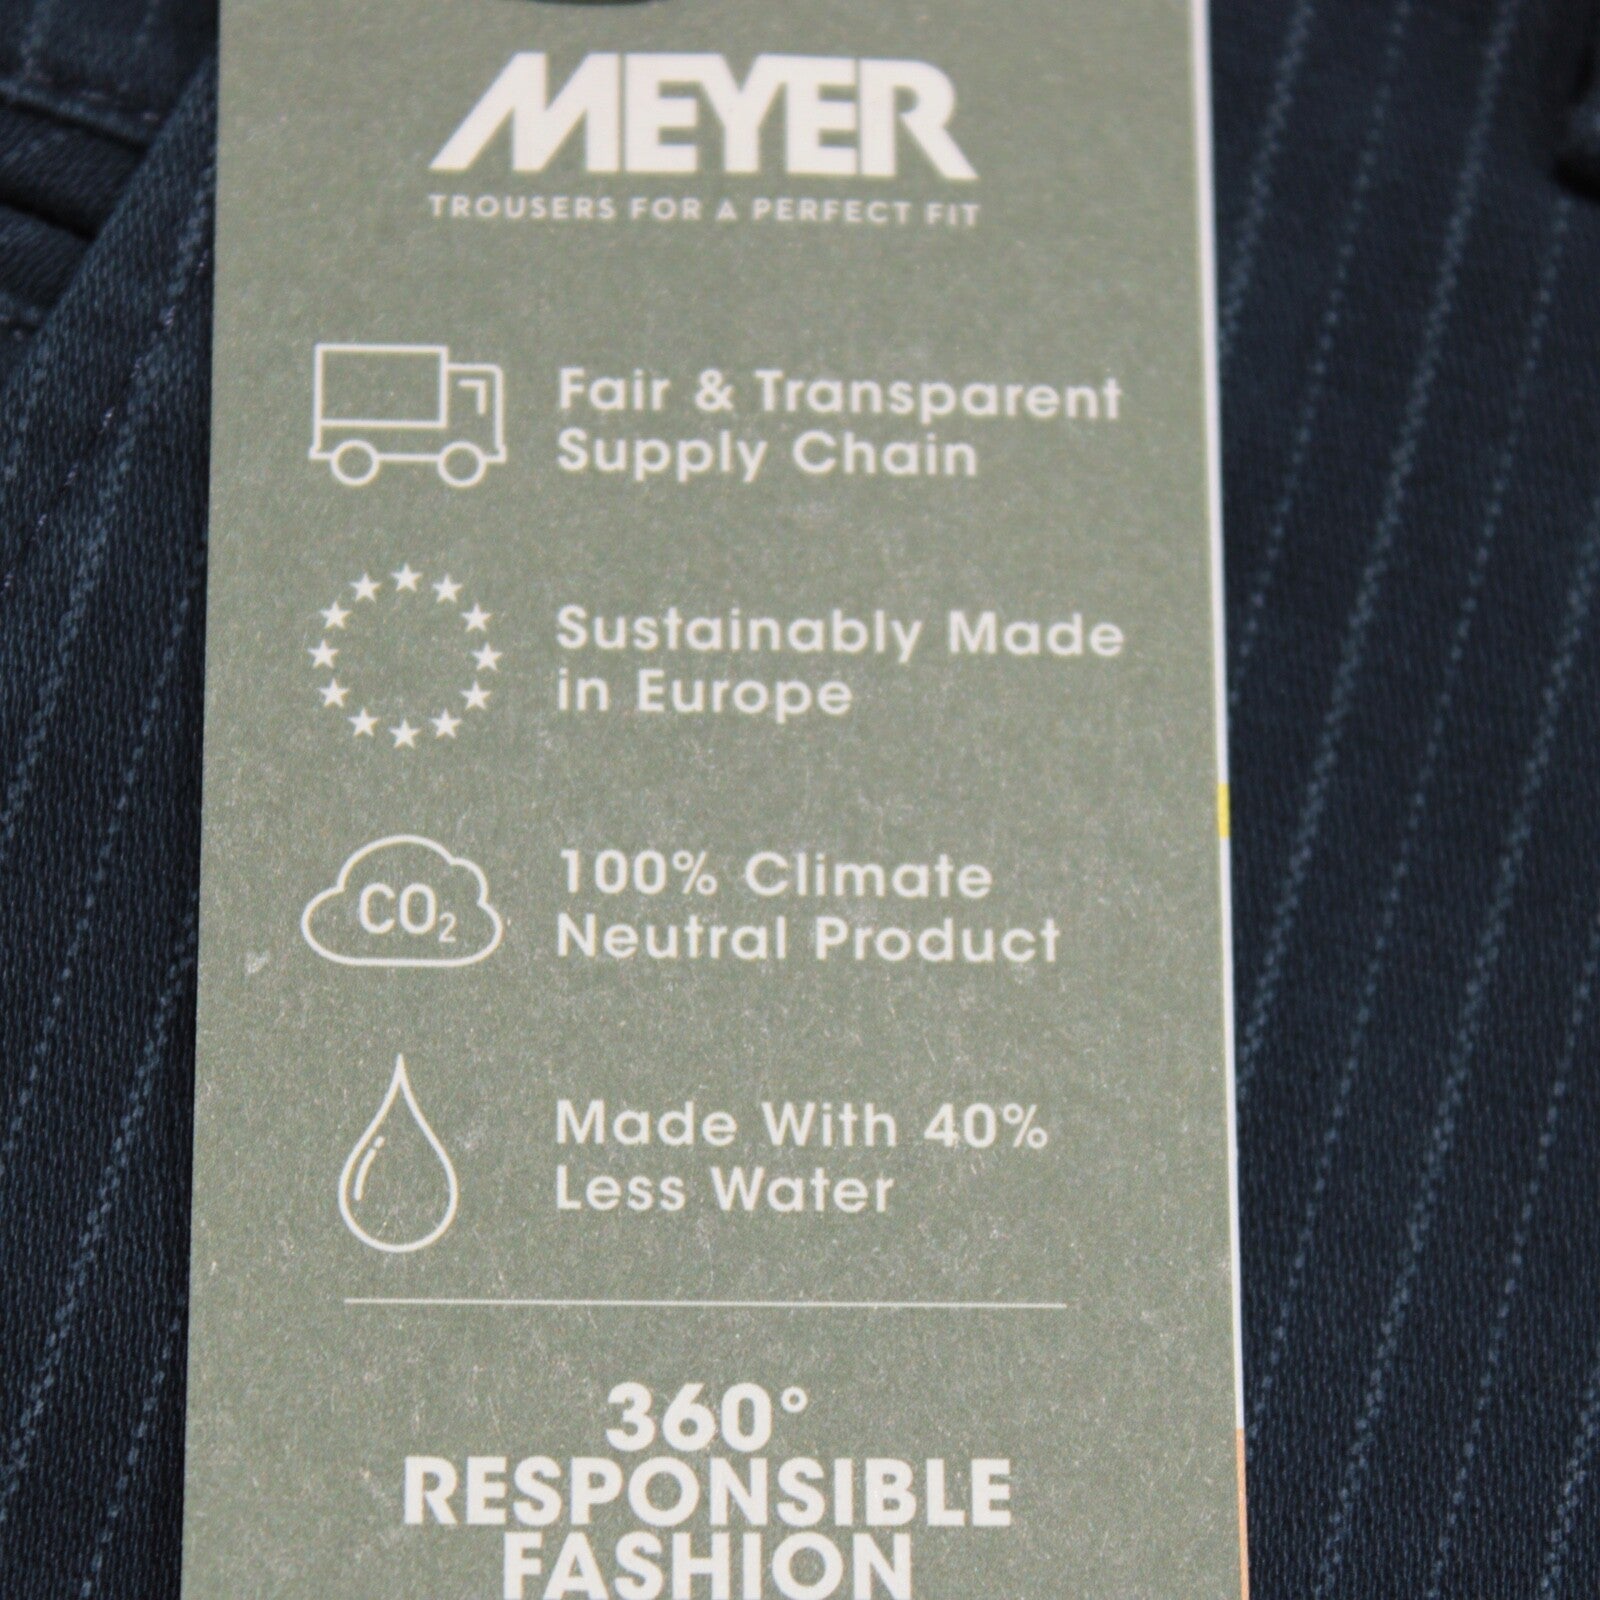 MEYER
TROUSERS FOR A PERFECT FIT
Fair & Transparent
Supply Chain
Sustainably Made
in Europe
CO₂
100% Climate
Neutral Product
Made With 40%
Less Water
360°
RESPONSIBLE
FASHION